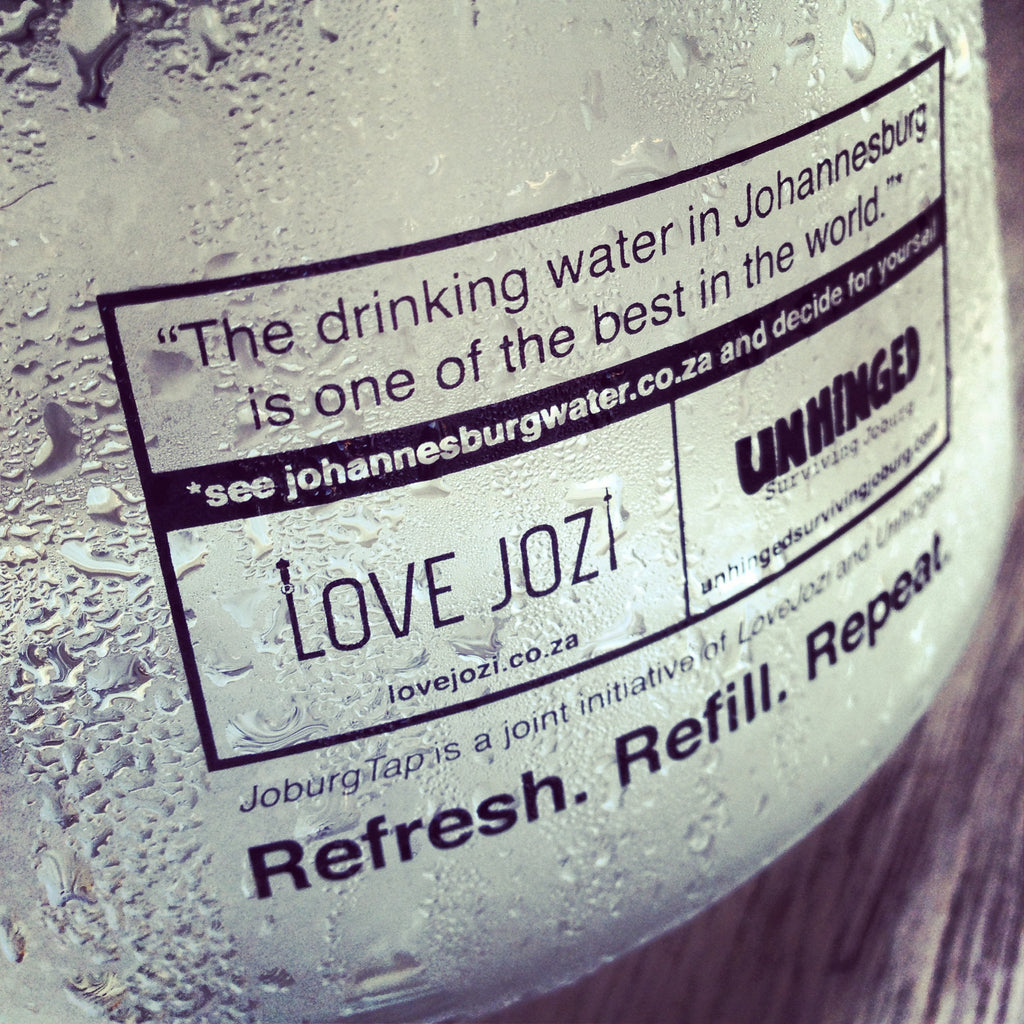 “The drinking water in Johannesburg
is one of the best in the world.”*
*see johannesburgwater.co.za and decide for yourself
LOVE JOZI
lovejozi.co.za
UNHINGED
Surviving Joburg
unhingedsurvivingjoburg.com
JoburgTap is a joint initiative of LoveJozi and Unhinged
Refresh. Refill. Repeat.